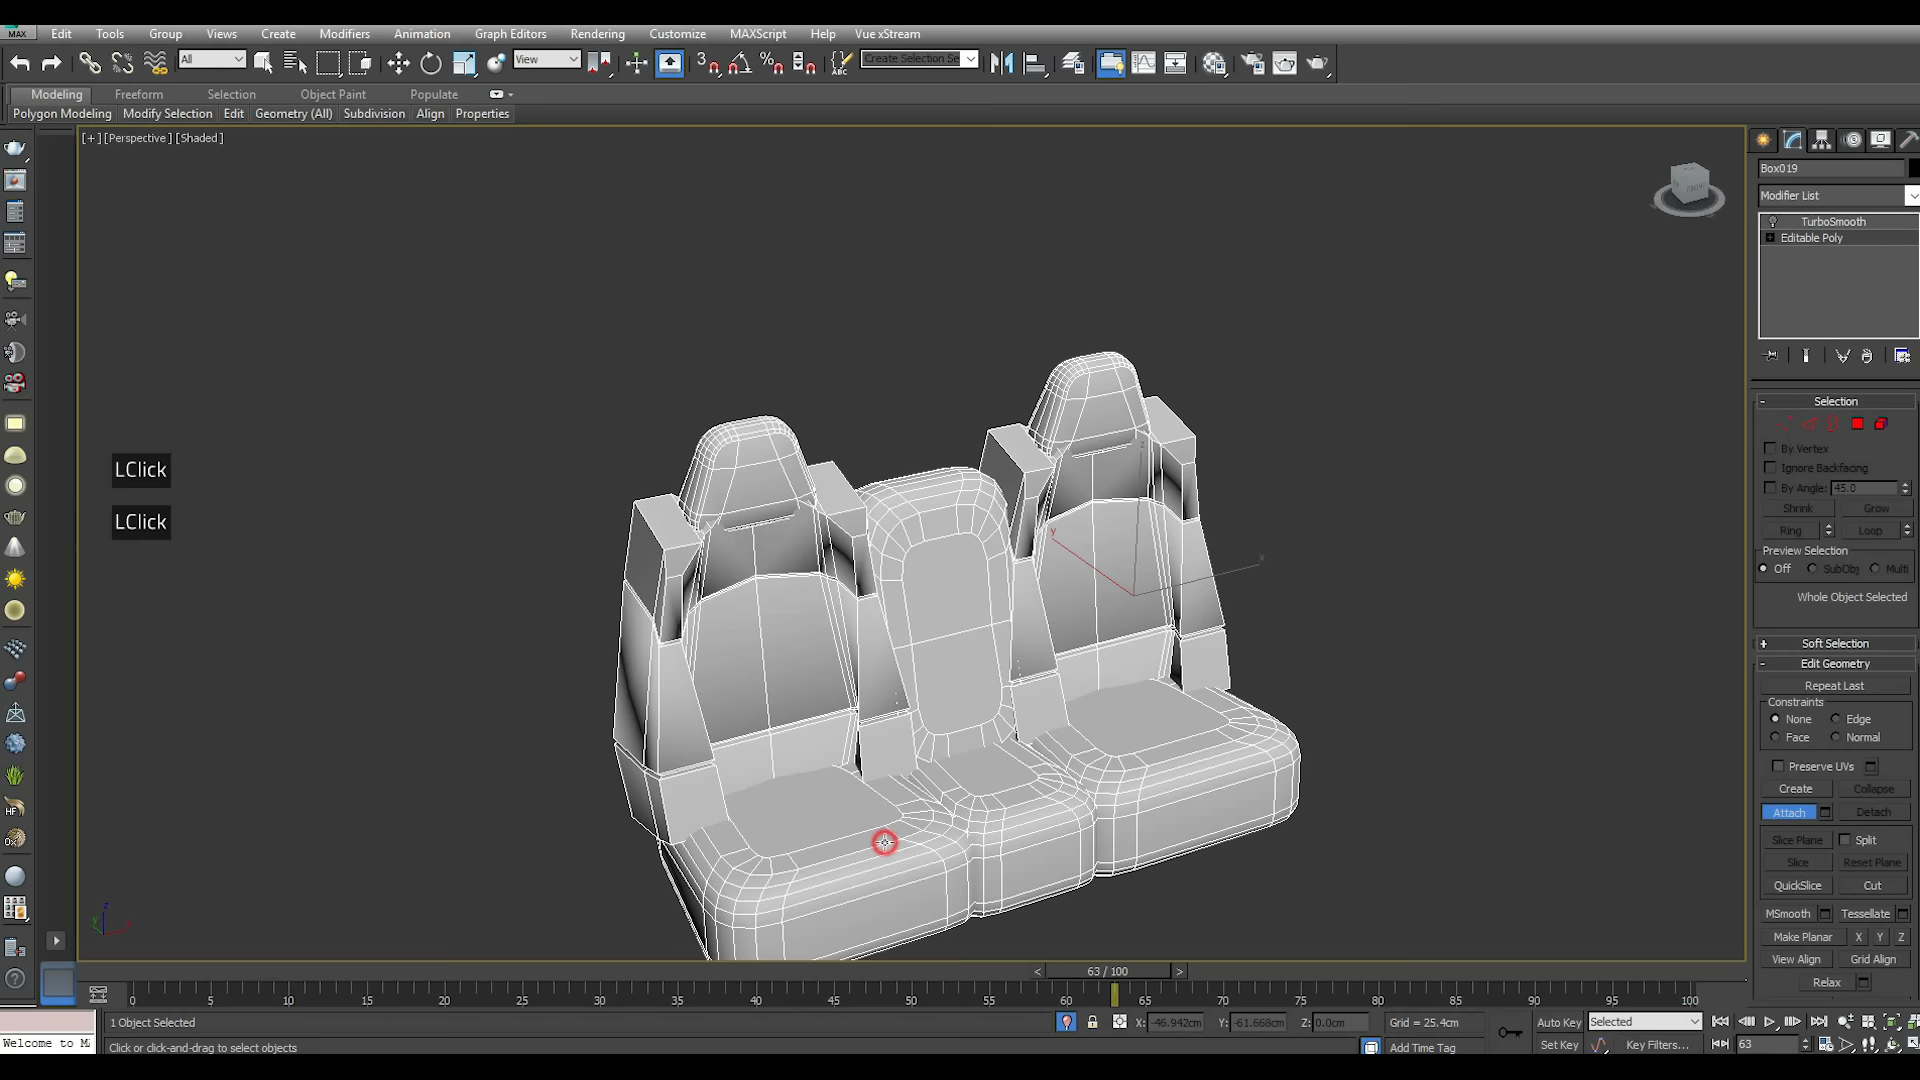 MAX Edit Tools Group Views Create Modifiers Animation Graph Editors Rendering Customize MAXScript Help Vue xStream
All View Create Selection Se
Modeling Freeform Selection Object Paint Populate
Polygon Modeling Modify Selection Edit Geometry (All) Subdivision Align Properties
[+] [Perspective] [Shaded]
Box019
Modifier List
TurboSmooth
Editable Poly
Selection
By Vertex
Ignore Backfacing
By Angle: 45.0
Shrink Grow
Ring Loop
Preview Selection
Off SubObj Multi
Whole Object Selected
Soft Selection
Edit Geometry
Repeat Last
Constraints
None Edge
Face Normal
Preserve UVs
Create Collapse
Attach Detach
Slice Plane Split
Slice Reset Plane
QuickSlice Cut
MSmooth Tessellate
Make Planar X Y Z
View Align Grid Align
Relax
LClick
LClick
FRONT
z
y
x
z
y
HF
< 63 / 100 >
0 5 10 15 20 25 30 35 40 45 50 55 60 65 70 75 80 85 90 95 100
1 Object Selected X: -46.942cm Y: -61.668cm Z: 0.0cm Grid = 25.4cm Auto Key Selected
Welcome to Click or click-and-drag to select objects Add Time Tag Set Key Key Filters... 63